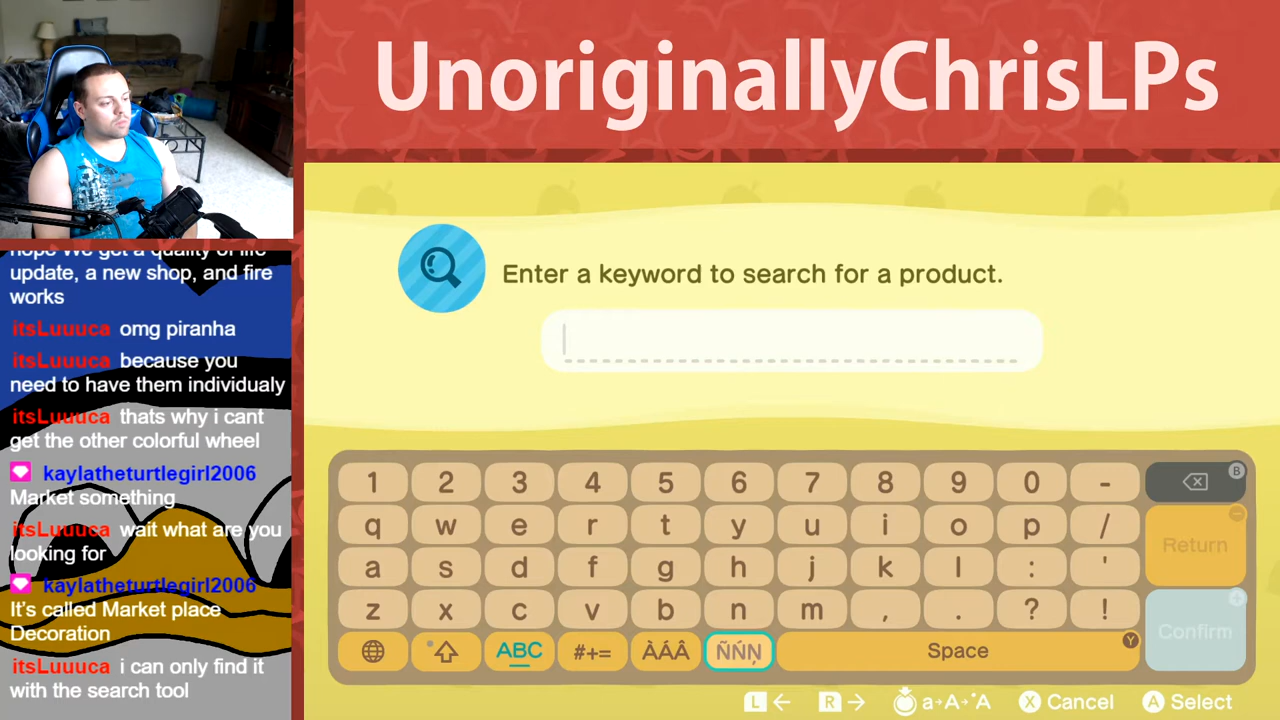 UnoriginallyChrisLPs
hope We get a quality of life
update, a new shop, and fire
works
itsLuuuca omg piranha
itsLuuuca because you
need to have them individualy
itsLuuuca thats why i cant
get the other colorful wheel
kaylatheturtlegirl2006
Market something
itsLuuuca wait what are you
looking for
kaylatheturtlegirl2006
It's called Market place
Decoration
itsLuuuca i can only find it
with the search tool
Enter a keyword to search for a product.
1 2 3 4 5 6 7 8 9 0 - B
q w e r t y u i o p / Return
a s d f g h j k l : '
z x c v b n m , . ? ! Confirm
ABC #+= ÀÁÂ ÑŃŅ Space Y
L ← R → a→A→•A X Cancel A Select